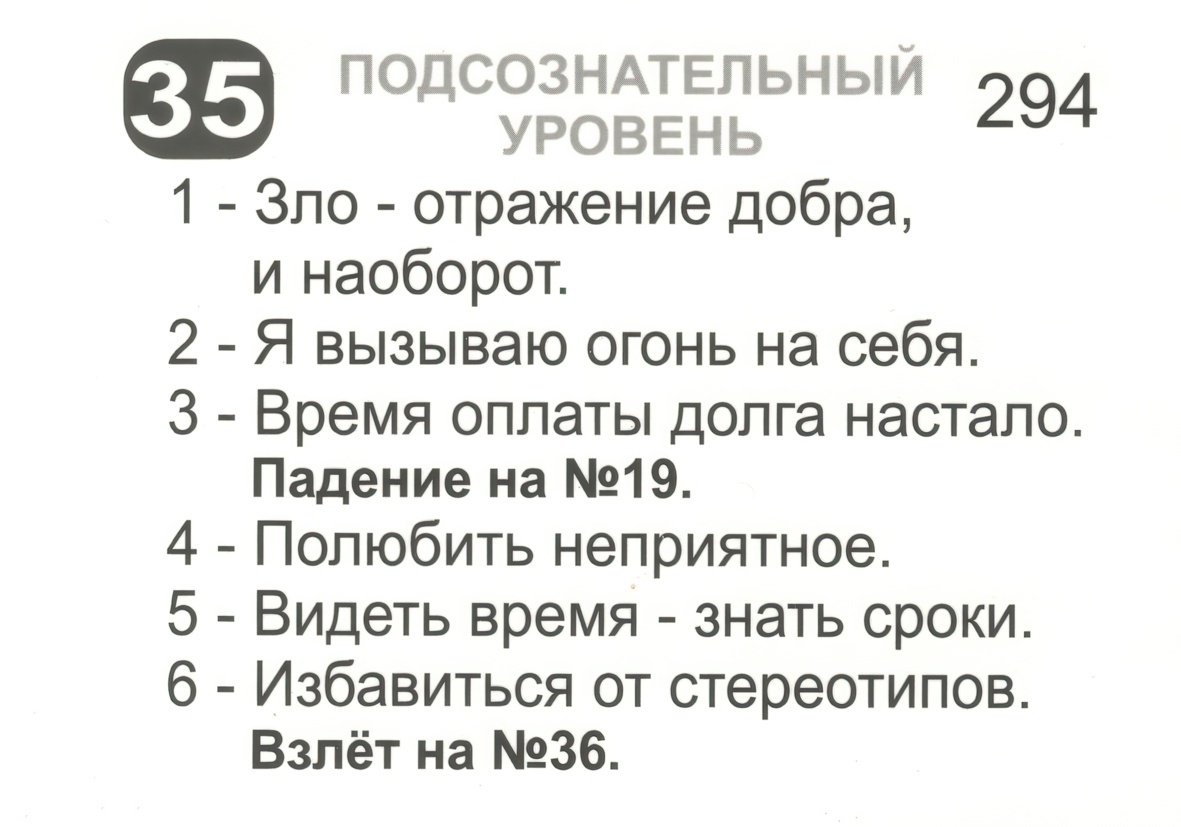 35
ПОДСОЗНАТЕЛЬНЫЙ
УРОВЕНЬ
294
1 - Зло - отражение добра,
и наоборот.
2 - Я вызываю огонь на себя.
3 - Время оплаты долга настало.
Падение на №19.
4 - Полюбить неприятное.
5 - Видеть время - знать сроки.
6 - Избавиться от стереотипов.
Взлёт на №36.